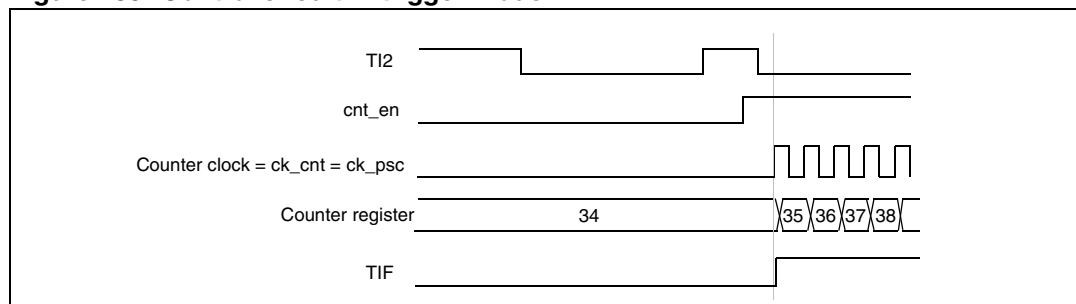 TI2
cnt_en
Counter clock = ck_cnt = ck_psc
Counter register 34 35 36 37 38
TIF